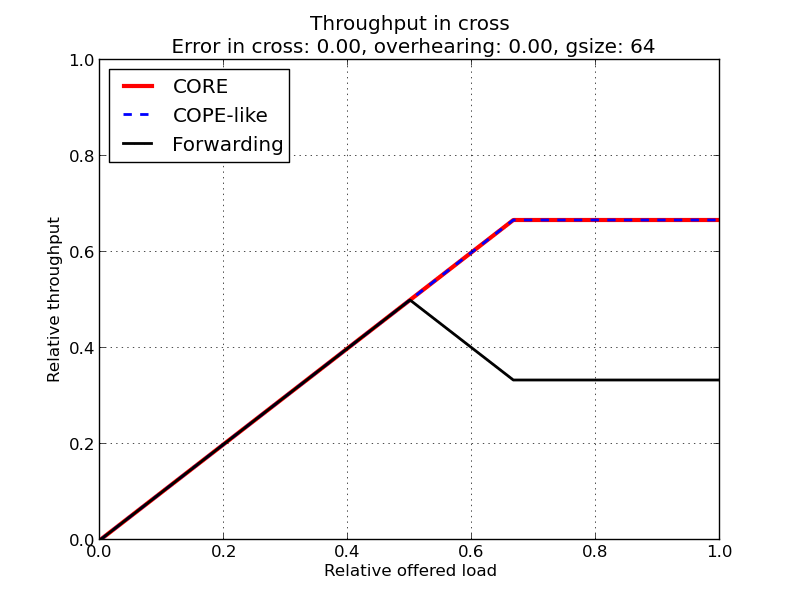 Throughput in cross
Error in cross: 0.00, overhearing: 0.00, gsize: 64
CORE
COPE-like
Forwarding
Relative throughput
1.0
0.8
0.6
0.4
0.2
0.0
0.0 0.2 0.4 0.6 0.8 1.0
Relative offered load